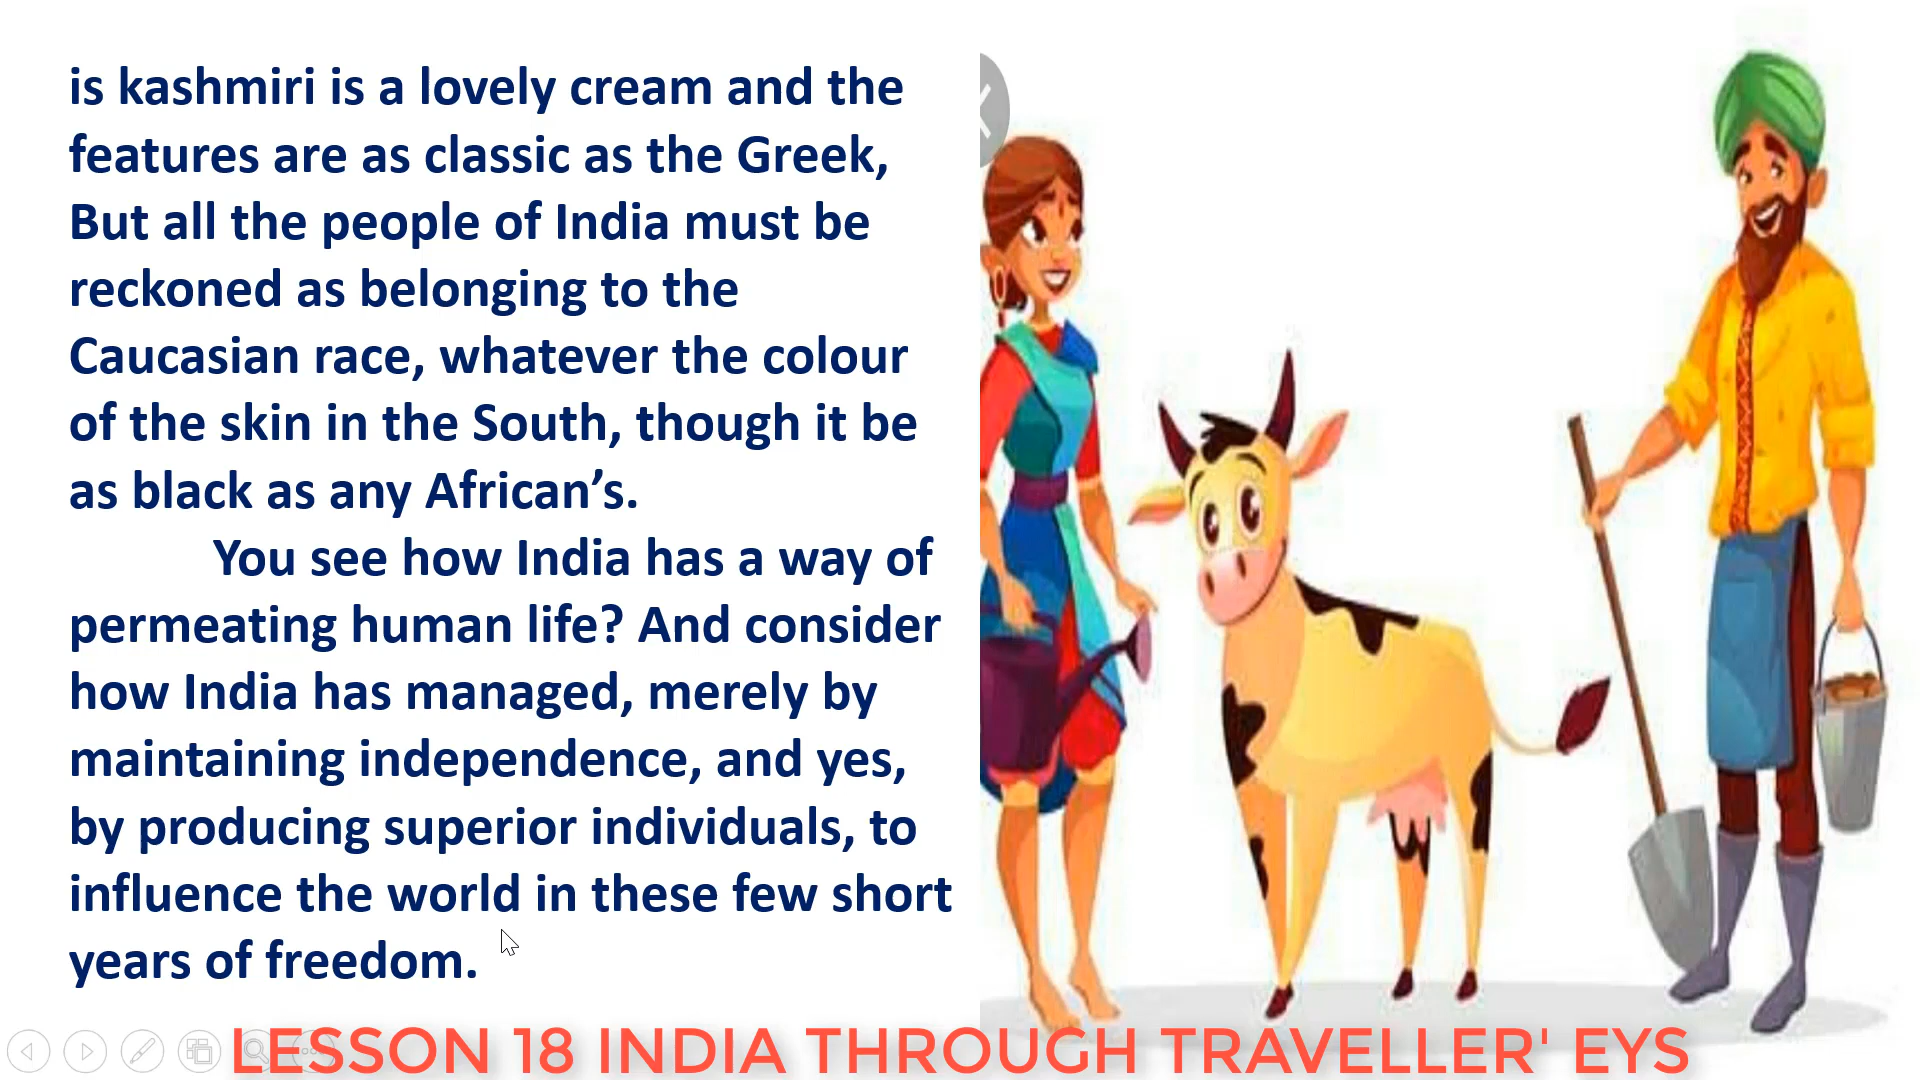 is kashmiri is a lovely cream and the
features are as classic as the Greek,
But all the people of India must be
reckoned as belonging to the
Caucasian race, whatever the colour
of the skin in the South, though it be
as black as any African’s.
You see how India has a way of
permeating human life? And consider
how India has managed, merely by
maintaining independence, and yes,
by producing superior individuals, to
influence the world in these few short
years of freedom.
LESSON 18 INDIA THROUGH TRAVELLER' EYS